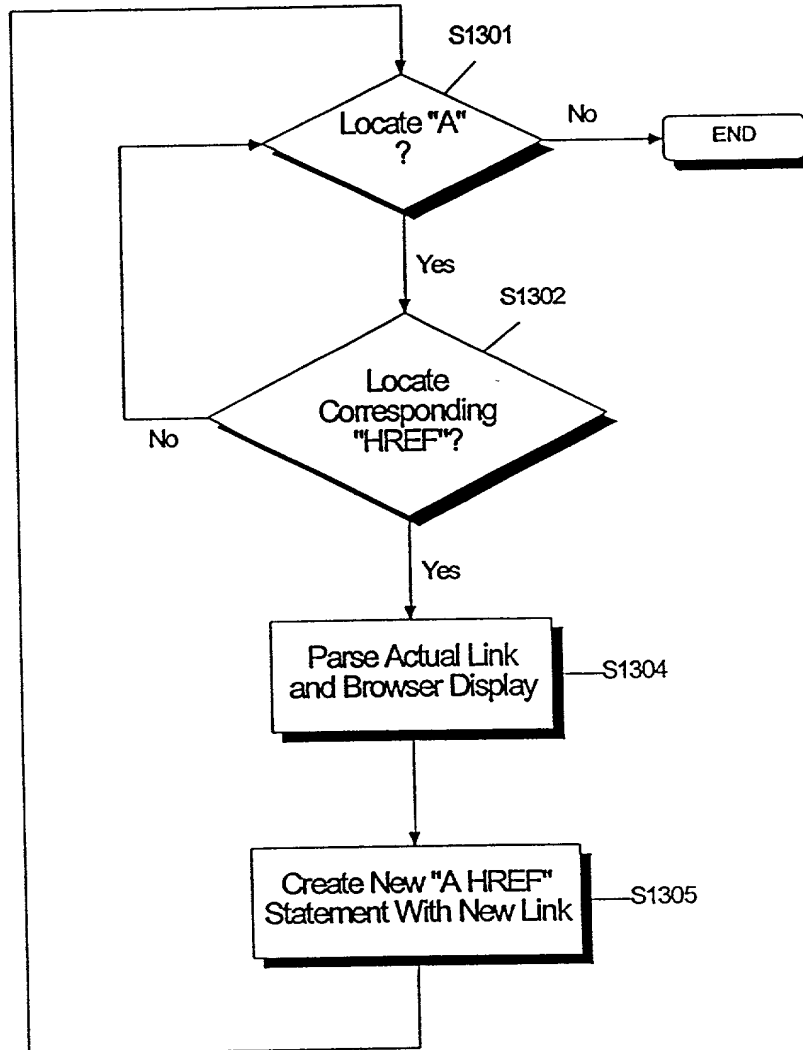 S1301
Locate "A"
?
No
END
Yes
S1302
Locate
Corresponding
"HREF"?
No
Yes
Parse Actual Link
and Browser Display
S1304
Create New "A HREF"
Statement With New Link
S1305